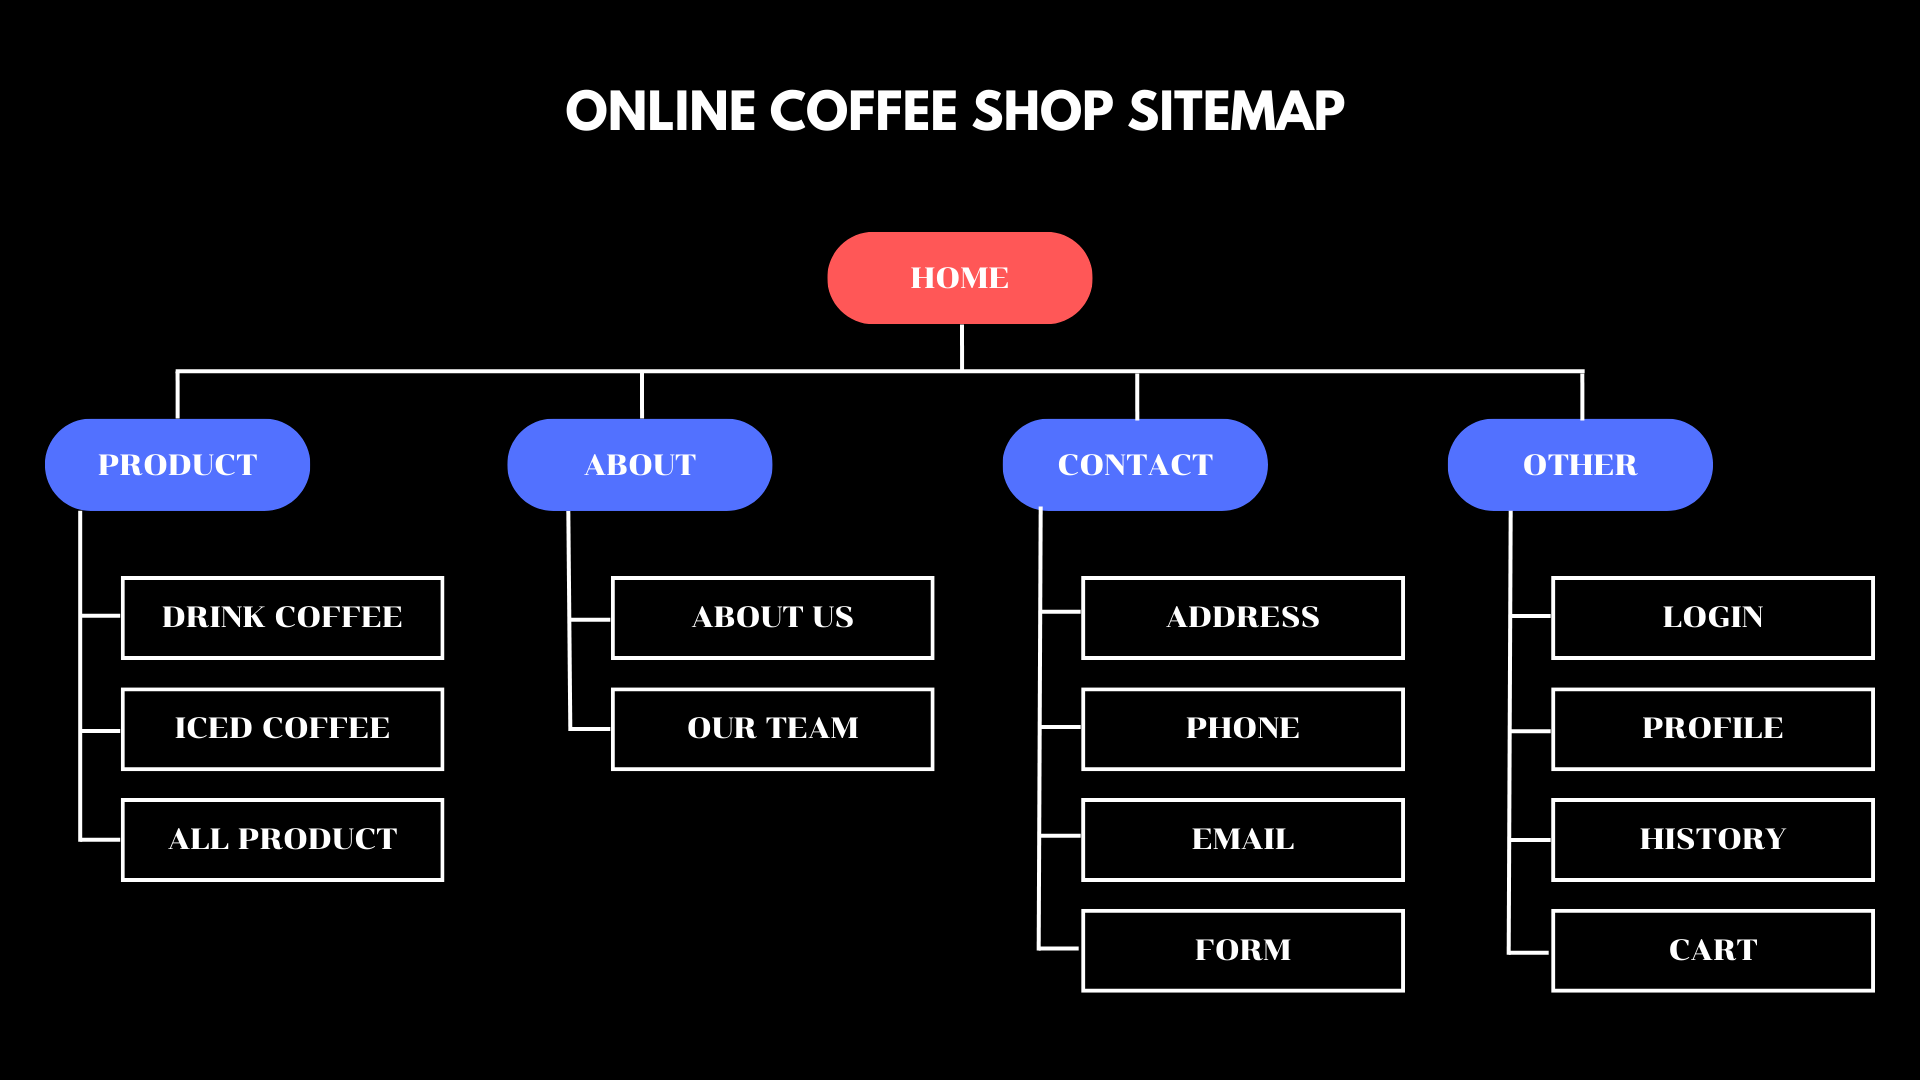 ONLINE COFFEE SHOP SITEMAP
HOME
PRODUCT
ABOUT
CONTACT
OTHER
DRINK COFFEE
ICED COFFEE
ALL PRODUCT
ABOUT US
OUR TEAM
ADDRESS
PHONE
EMAIL
FORM
LOGIN
PROFILE
HISTORY
CART